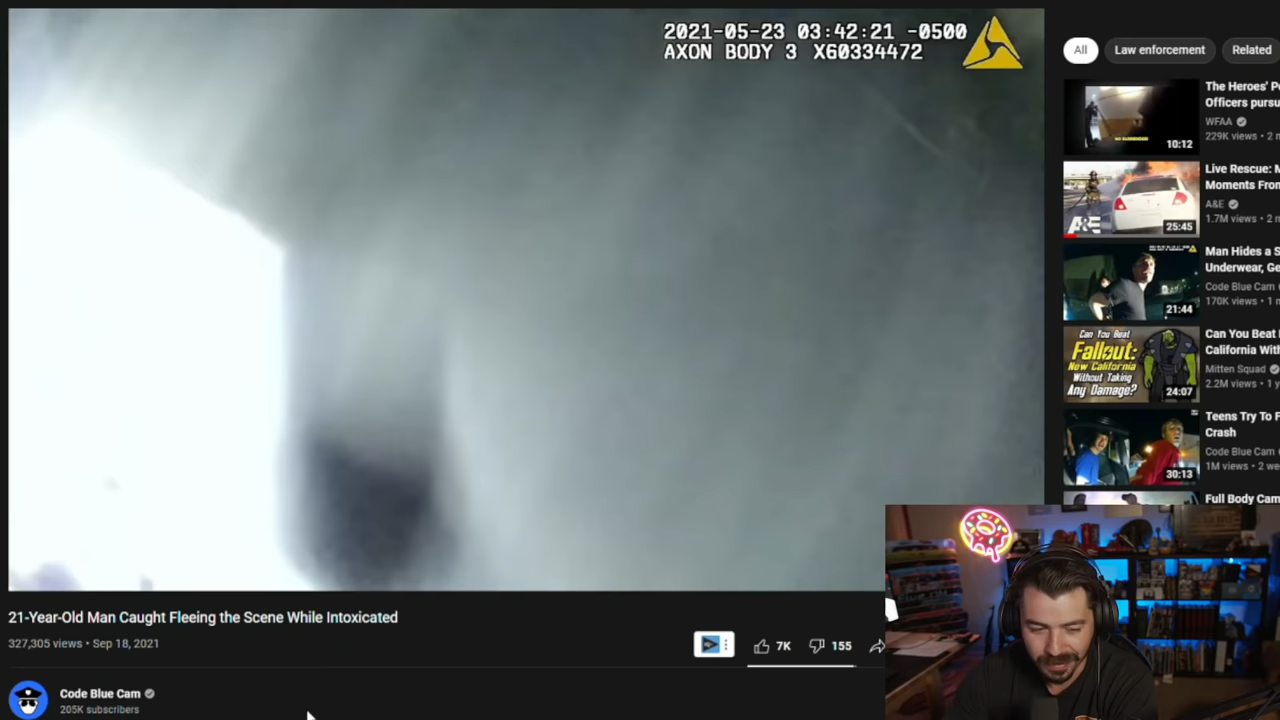 2021-05-23 03:42:21 -0500
AXON BODY 3 X60334472
All
Law enforcement
Related
The Heroes'
Officers pursu
WFAA
229K views • 2
10:12
Live Rescue:
Moments From
A&E
1.7M views • 2
A&E
25:45
Man Hides a
Underwear,
Code Blue Cam
170K views • 1
21:44
Can You Beat
Fallout:
New California
Without Taking
Any Damage?
24:07
Can You Beat
California With
Mitten Squad
2.2M views • 1
Teens Try To
Crash
Code Blue Cam
1M views • 2
30:13
Full Body Cam
21-Year-Old Man Caught Fleeing the Scene While Intoxicated
327,305 views • Sep 18, 2021
7K
155
Code Blue Cam
205K subscribers